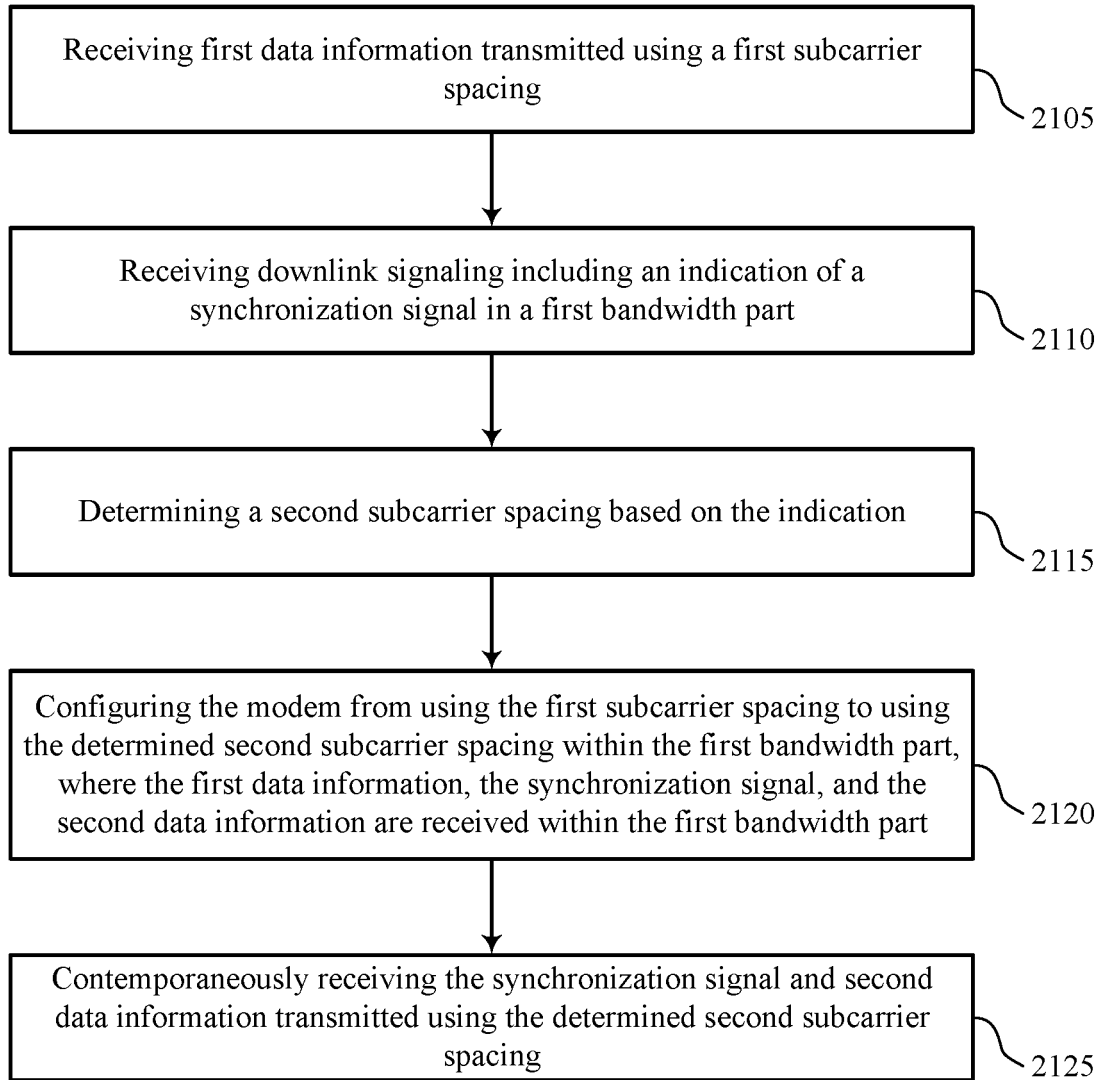 Receiving first data information transmitted using a first subcarrier
spacing
2105
Receiving downlink signaling including an indication of a
synchronization signal in a first bandwidth part
2110
Determining a second subcarrier spacing based on the indication
2115
Configuring the modem from using the first subcarrier spacing to using
the determined second subcarrier spacing within the first bandwidth part,
where the first data information, the synchronization signal, and the
second data information are received within the first bandwidth part
2120
Contemporaneously receiving the synchronization signal and second
data information transmitted using the determined second subcarrier
spacing
2125